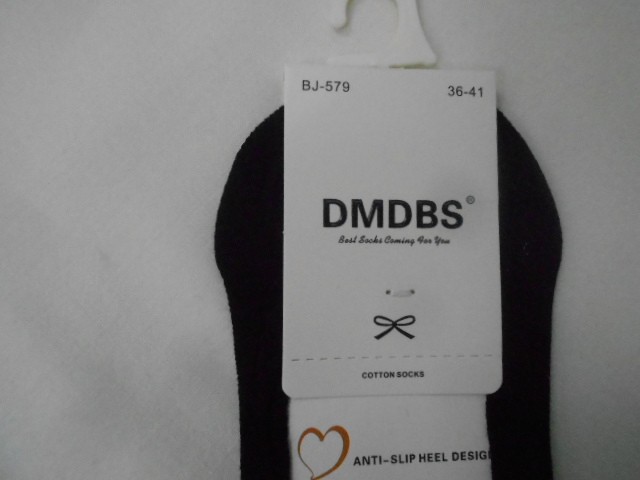 BJ-579 36-41
DMDBS®
Best Socks Coming For You
COTTON SOCKS
ANTI-SLIP HEEL DESIG